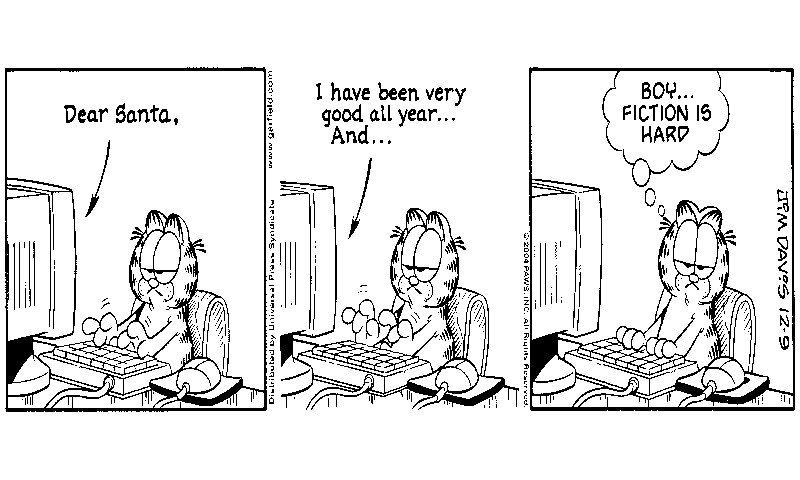 Dear Santa,
www.garfield.com
Distributed by Universal Press Syndicate
I have been very
good all year...
And...
© 2004 PAWS, INC. All Rights Reserved.
BOY...
FICTION IS
HARD
JIM DAVIS 12-9